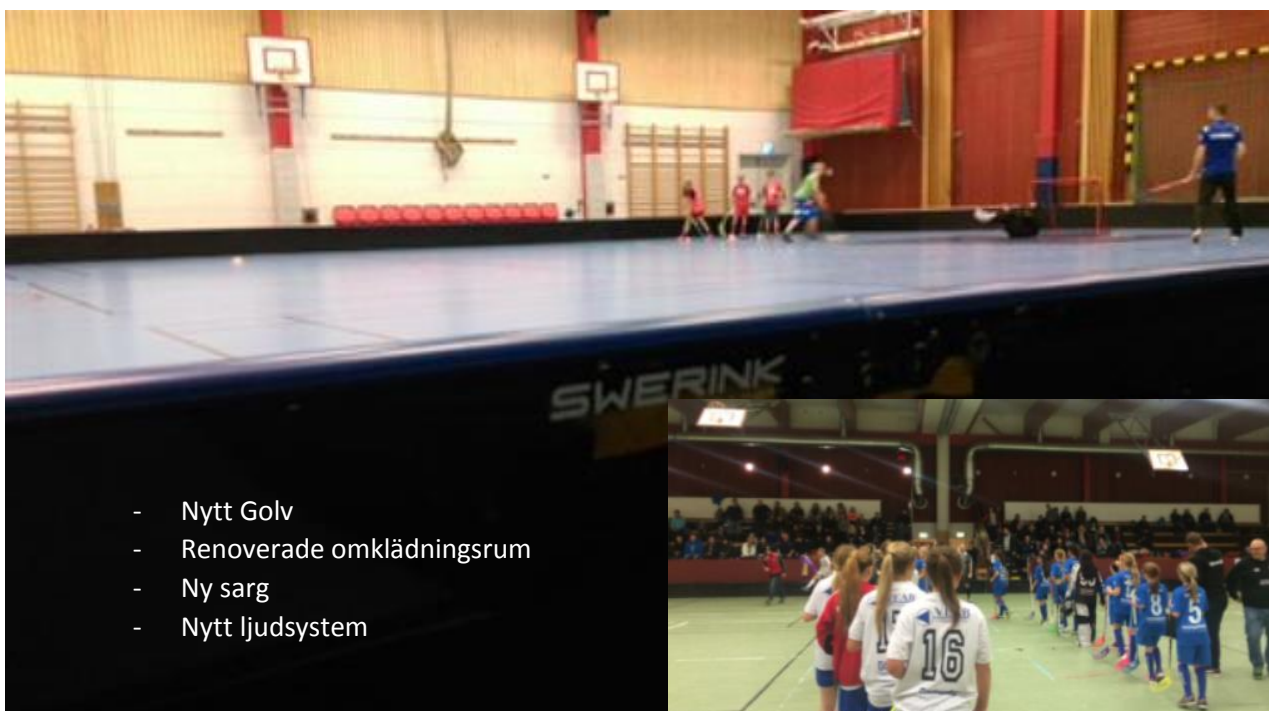 SWERINK
- Nytt Golv
- Renoverade omklädningsrum
- Ny sarg
- Nytt ljudsystem
16
8
5